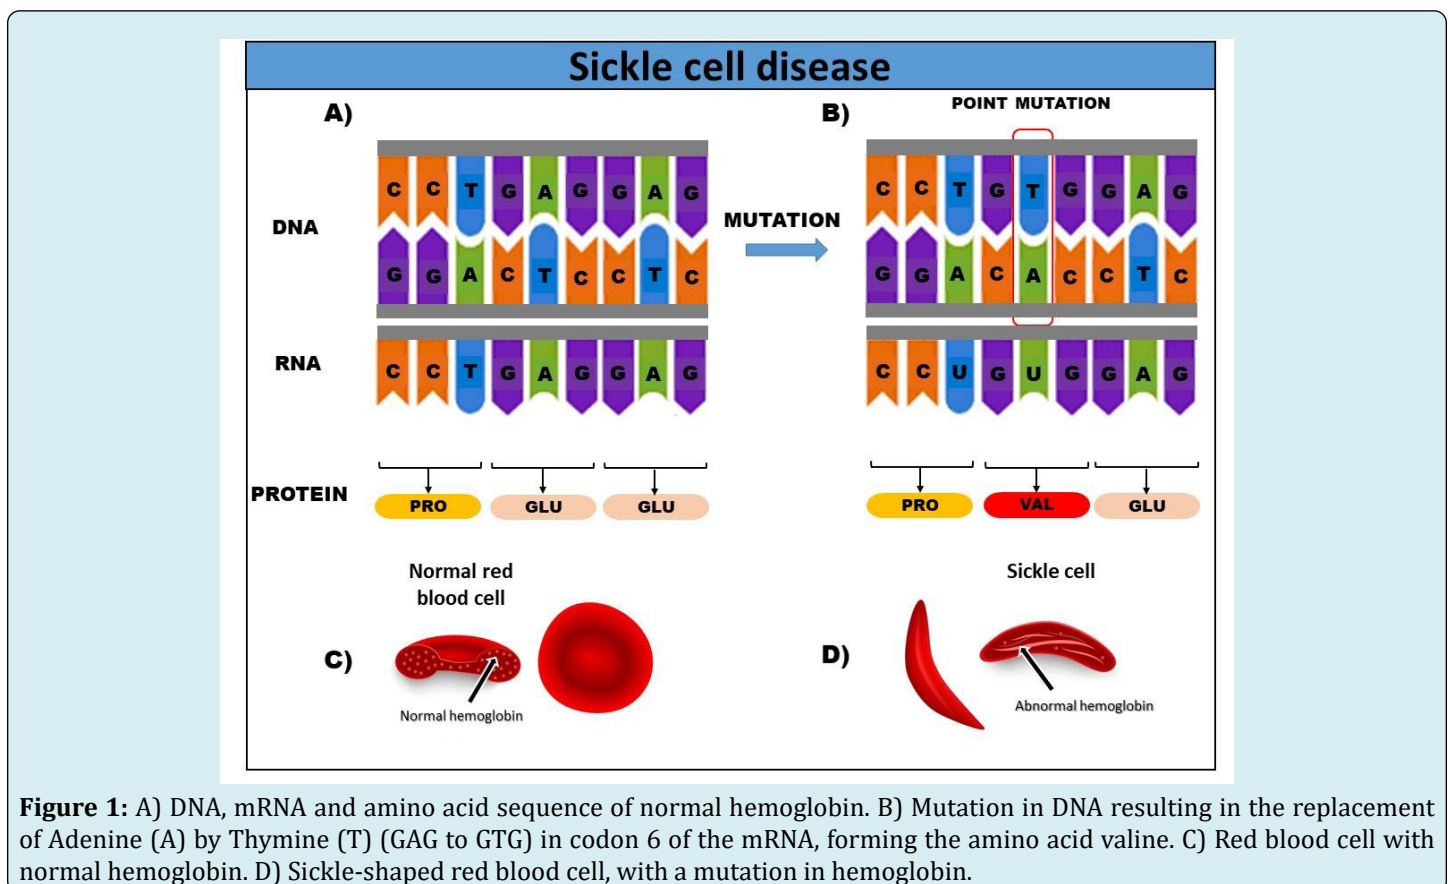 Sickle cell disease
A)
B)
POINT MUTATION
DNA
C C T G A G G A G
G G A C T C C T C
MUTATION
C C T G T G G A G
G G A C A C C T C
RNA
C C T G A G G A G
C C U G U G G A G
PROTEIN
PRO GLU GLU
PRO VAL GLU
Normal red
blood cell
Sickle cell
C)
Normal hemoglobin
D)
Abnormal hemoglobin
Figure 1: A) DNA, mRNA and amino acid sequence of normal hemoglobin. B) Mutation in DNA resulting in the replacement
of Adenine (A) by Thymine (T) (GAG to GTG) in codon 6 of the mRNA, forming the amino acid valine. C) Red blood cell with
normal hemoglobin. D) Sickle-shaped red blood cell, with a mutation in hemoglobin.